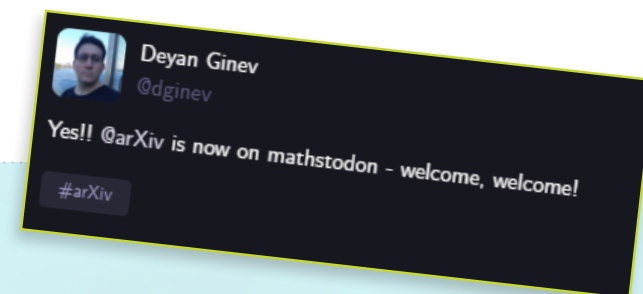 Deyan Ginev
@dginev
Yes!! @arXiv is now on mathstodon - welcome, welcome!
#arXiv